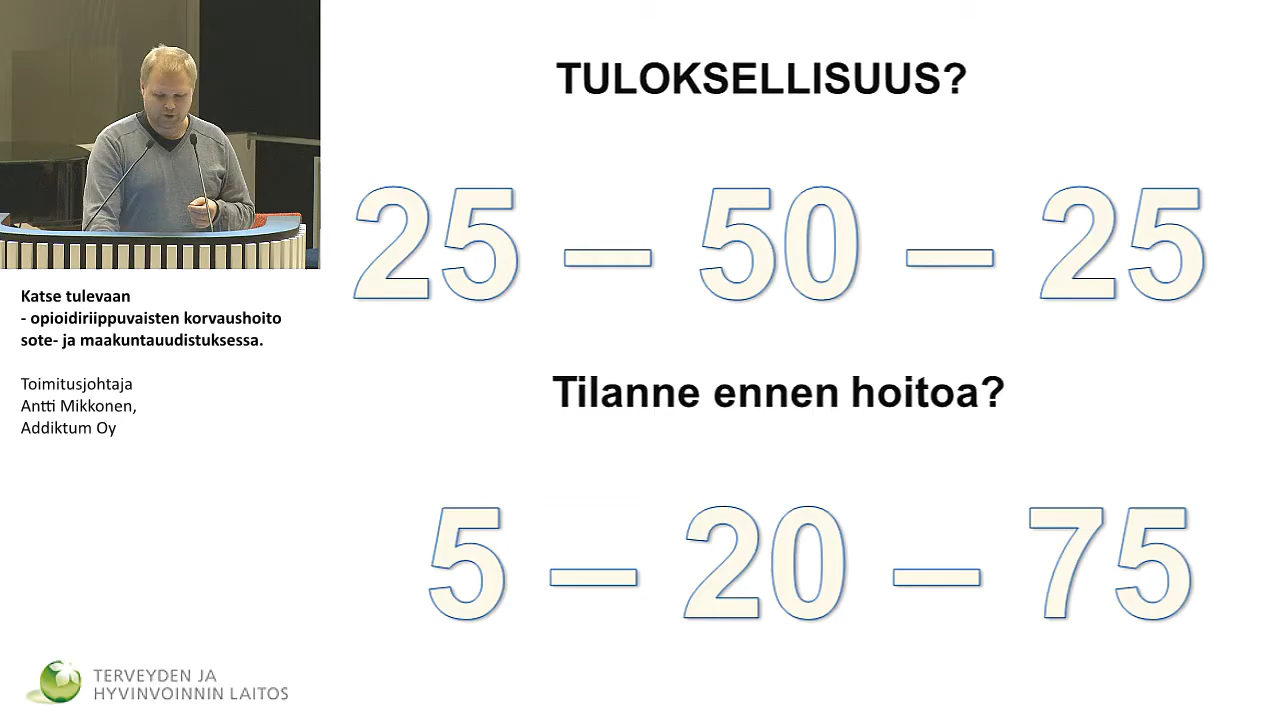 TULOKSELLISUUS?
25 – 50 – 25
Tilanne ennen hoitoa?
5 – 20 – 75
Katse tulevaan
- opioidiriippuvaisten korvaushoito
sote- ja maakuntauudistuksessa.
Toimitusjohtaja
Antti Mikkonen,
Addiktum Oy
TERVEYDEN JA
HYVINVOINNIN LAITOS